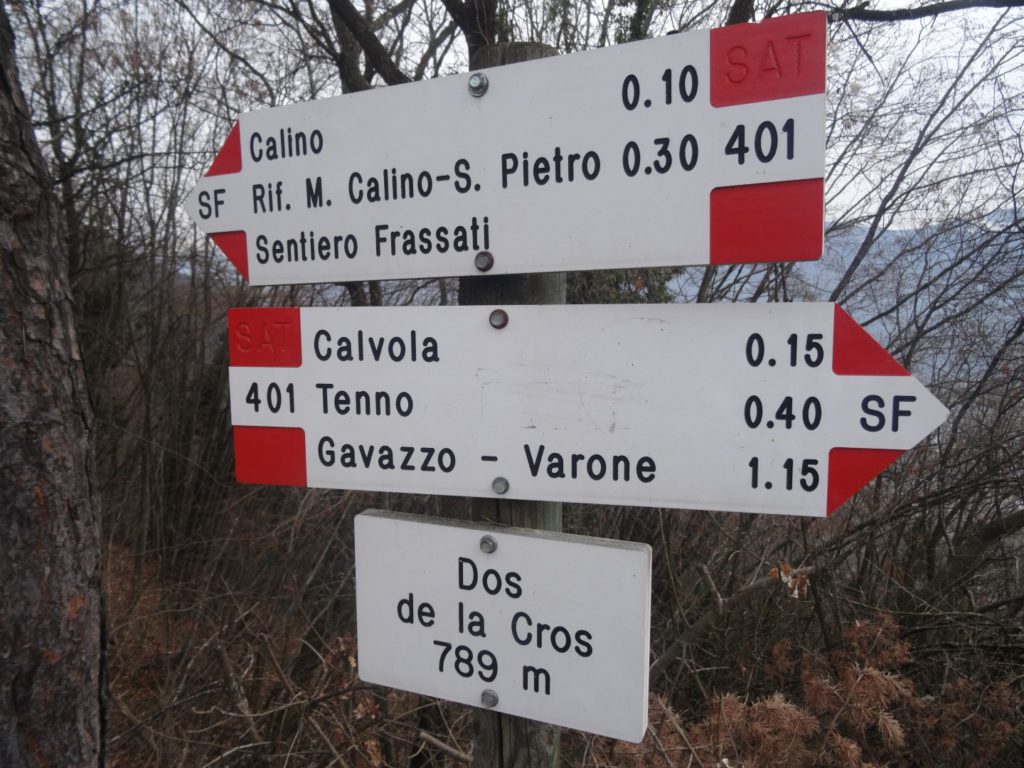 SAT
Calino 0.10
SF Rif. M. Calino-S. Pietro 0.30 401
Sentiero Frassati
SAT Calvola 0.15
401 Tenno 0.40 SF
Gavazzo - Varone 1.15
Dos
de la Cros
789 m